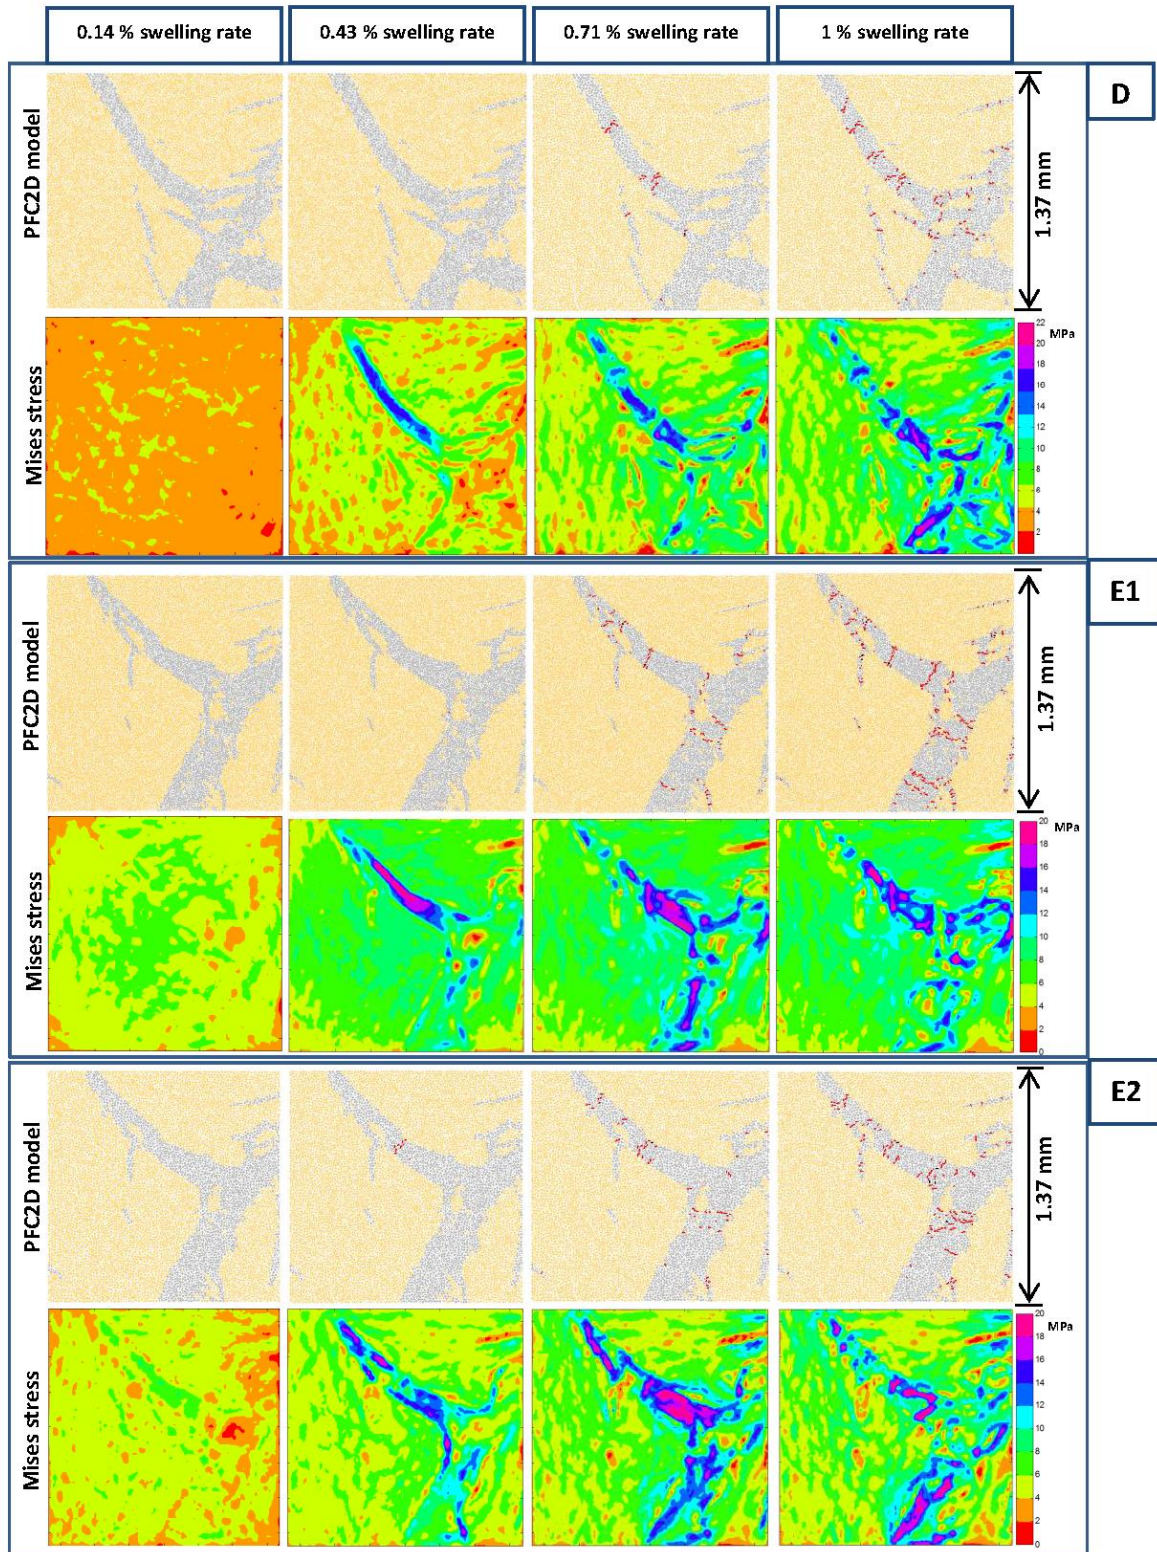 0.14 % swelling rate
0.43 % swelling rate
0.71 % swelling rate
1 % swelling rate
D
PFC2D model
1.37 mm
Mises stress
MPa
22
20
18
16
14
12
10
8
6
4
2
E1
PFC2D model
1.37 mm
Mises stress
MPa
20
18
16
14
12
10
8
6
4
2
0
E2
PFC2D model
1.37 mm
Mises stress
MPa
20
18
16
14
12
10
8
6
4
2
0